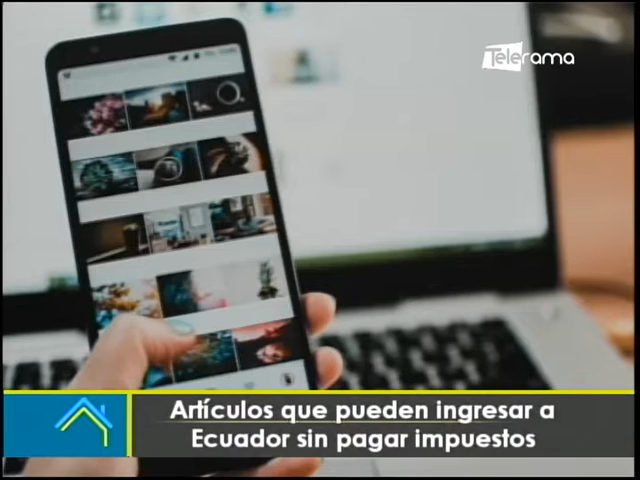 Telerama
Artículos que pueden ingresar a
Ecuador sin pagar impuestos